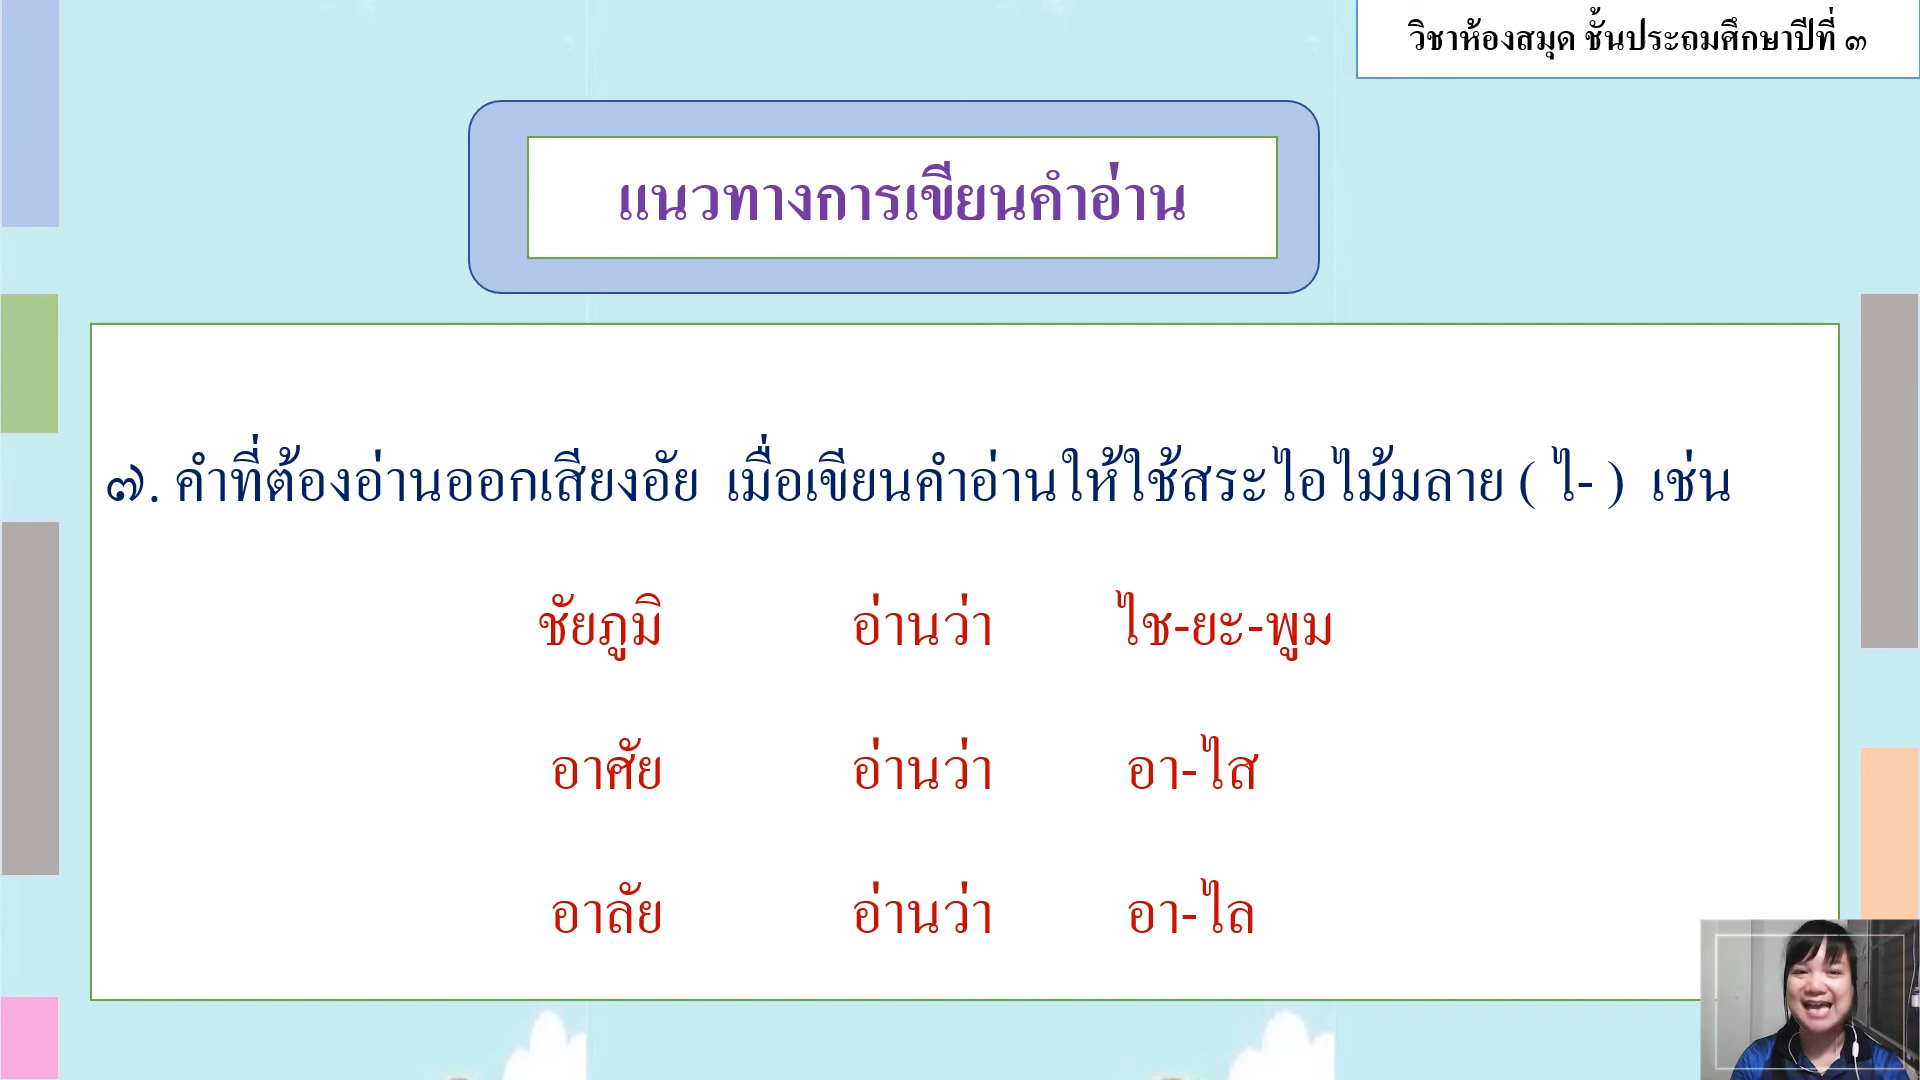 วิชาห้องสมุด ชั้นประถมศึกษาปีที่ ๓
แนวทางการเขียนคำอ่าน
๗. คำที่ต้องอ่านออกเสียงอัย เมื่อเขียนคำอ่านให้ใช้สระไอไม้มลาย ( ไ- ) เช่น
ชัยภูมิ อ่านว่า ไช-ยะ-พูม
อาศัย อ่านว่า อา-ไส
อาลัย อ่านว่า อา-ไล